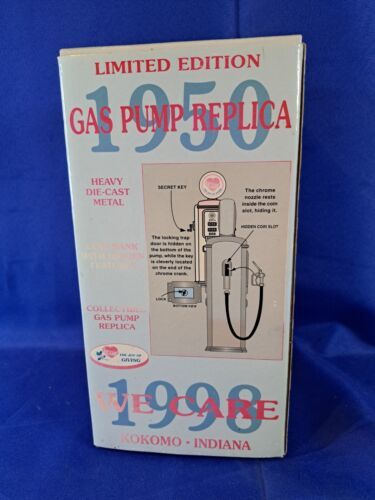 LIMITED EDITION
1950
GAS PUMP REPLICA
HEAVY
DIE-CAST
METAL
SECRET KEY
The chrome
nozzle rests
inside the coin
slot, hiding it.
HIDDEN COIN SLOT
The locking trap
door is hidden on
the bottom of the
pump, while the key
is cleverly located
on the end of the
chrome crank.
COIN BANK
WITH HIDDEN
FEATURES
LOCK
BOTTOM VIEW
GAS PUMP
REPLICA
THE JOY OF
GIVING
1998
WE CARE
KOKOMO • INDIANA